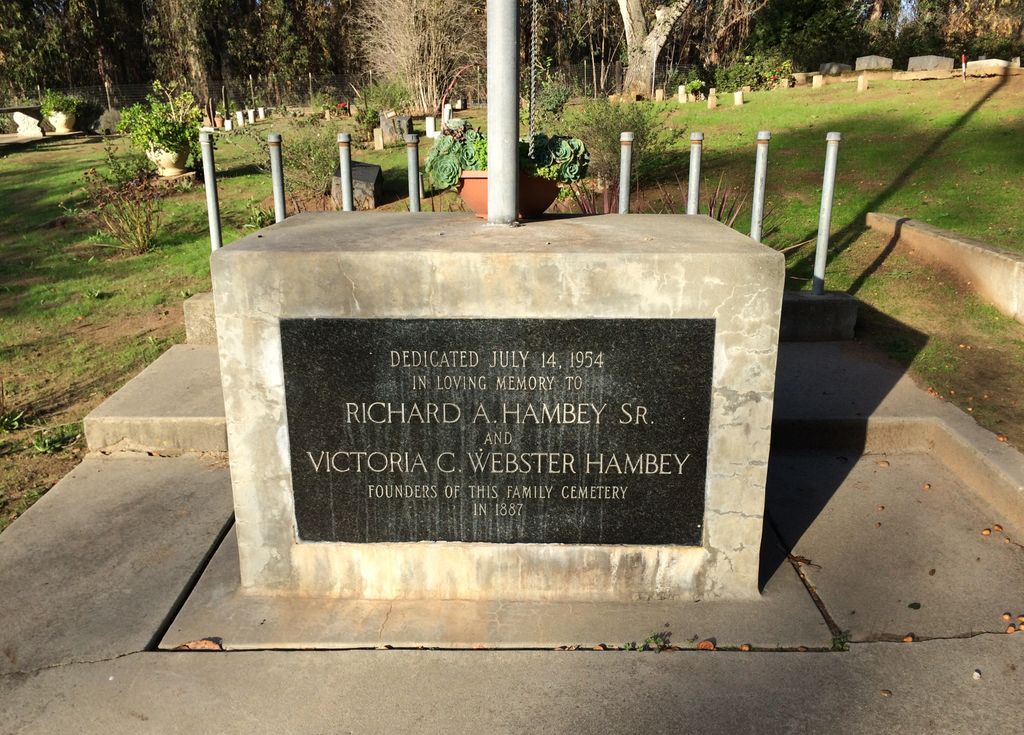 DEDICATED JULY 14, 1954
IN LOVING MEMORY TO
RICHARD A. HAMBEY SR.
AND
VICTORIA C. WEBSTER HAMBEY
FOUNDERS OF THIS FAMILY CEMETERY
IN 1887